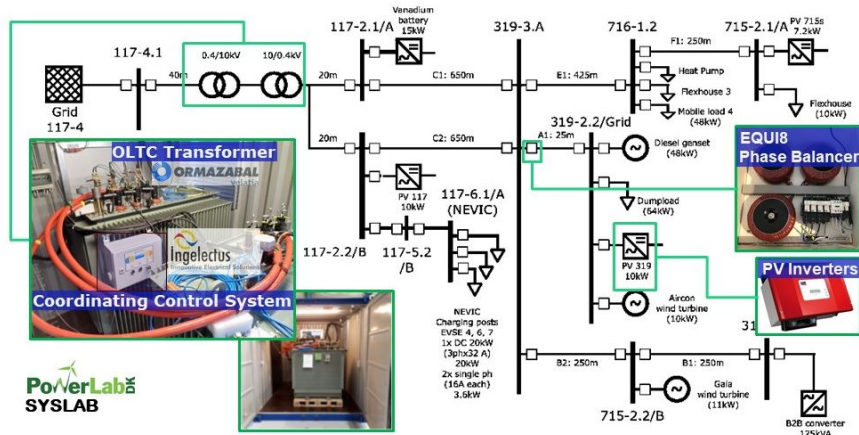 117-4.1
Grid
117-4
40m
0.4/10kV
10/0.4kV
20m
20m
117-2.1/A
Vanadium
battery
15kW
C1: 650m
319-3.A
E1: 425m
716-1.2
F1: 250m
715-2.1/A
PV 715s
7.2kW
Heat Pump
Flexhouse 3
Mobile load 4
(48kW)
Flexhouse
(10kW)
C2: 650m
319-2.2/Grid
A1: 25m
Diesel genset
(48kW)
Dumpload
(64kW)
PV 319
10kW
Aircon
wind turbine
(10kW)
PV 117
10kW
117-2.2/B
117-5.2
/B
117-6.1/A
(NEVIC)
NEVIC
Charging posts
EVSE 4, 6, 7
1x DC 20kW
(3phx32 A)
20kW
2x single ph
(16A each)
3.6kW
B2: 250m
715-2.2/B
Gaia
wind turbine
(11kW)
B1: 250m
31
B2B converter
125kVA
OLTC Transformer
ORMAZABAL
velatia
Ingelectus
Innovative Electrical Solutions
Coordinating Control System
EQUI8
Phase Balancer
PV Inverters
PowerLab DK
SYSLAB